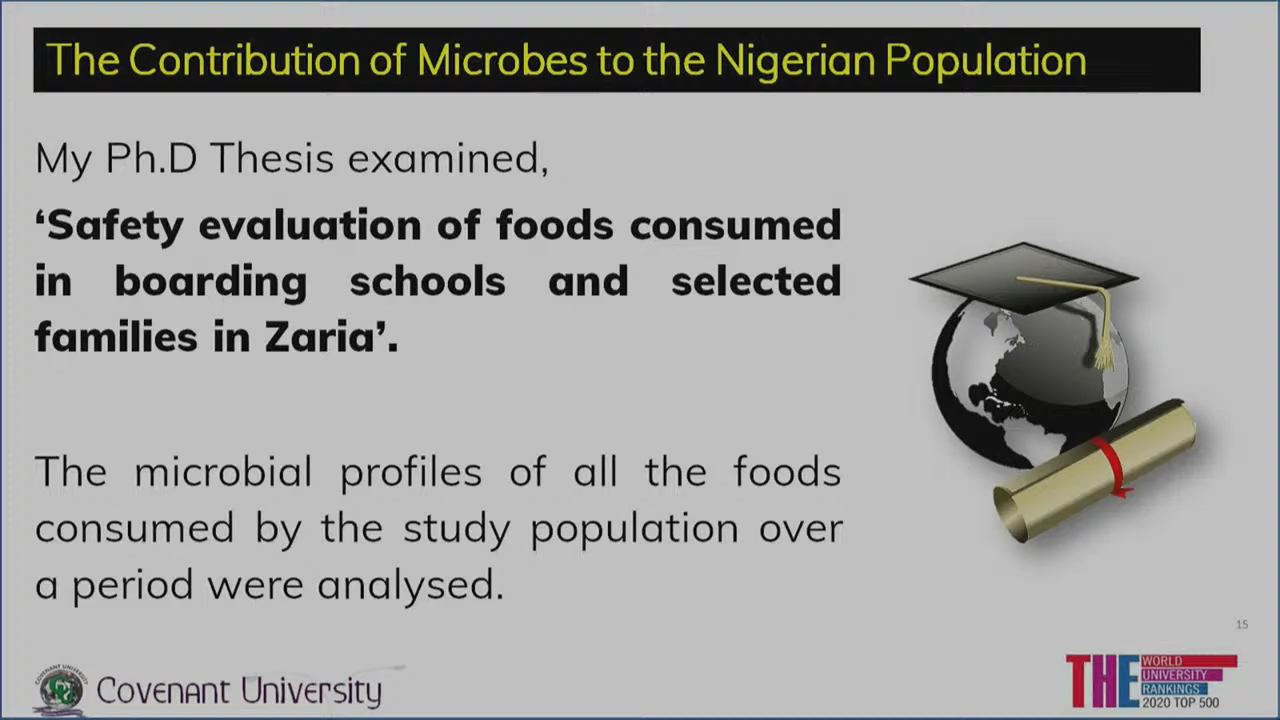 The Contribution of Microbes to the Nigerian Population
My Ph.D Thesis examined,
‘Safety evaluation of foods consumed
in boarding schools and selected
families in Zaria’.
The microbial profiles of all the foods
consumed by the study population over
a period were analysed.
15
COVENANT UNIVERSITY
Covenant University
THE
WORLD
UNIVERSITY
RANKINGS
2020 TOP 500